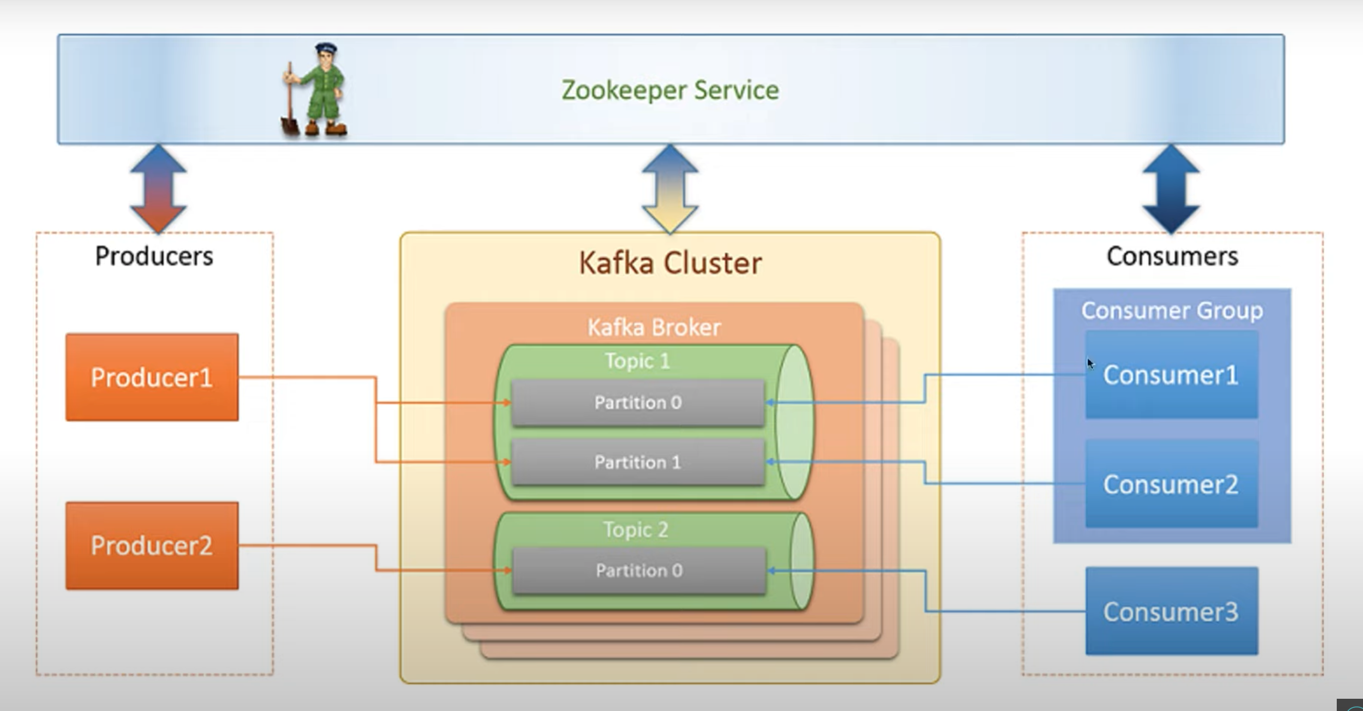 Zookeeper Service
Producers
Producer1
Producer2
Kafka Cluster
Kafka Broker
Topic 1
Partition 0
Partition 1
Topic 2
Partition 0
Consumers
Consumer Group
Consumer1
Consumer2
Consumer3